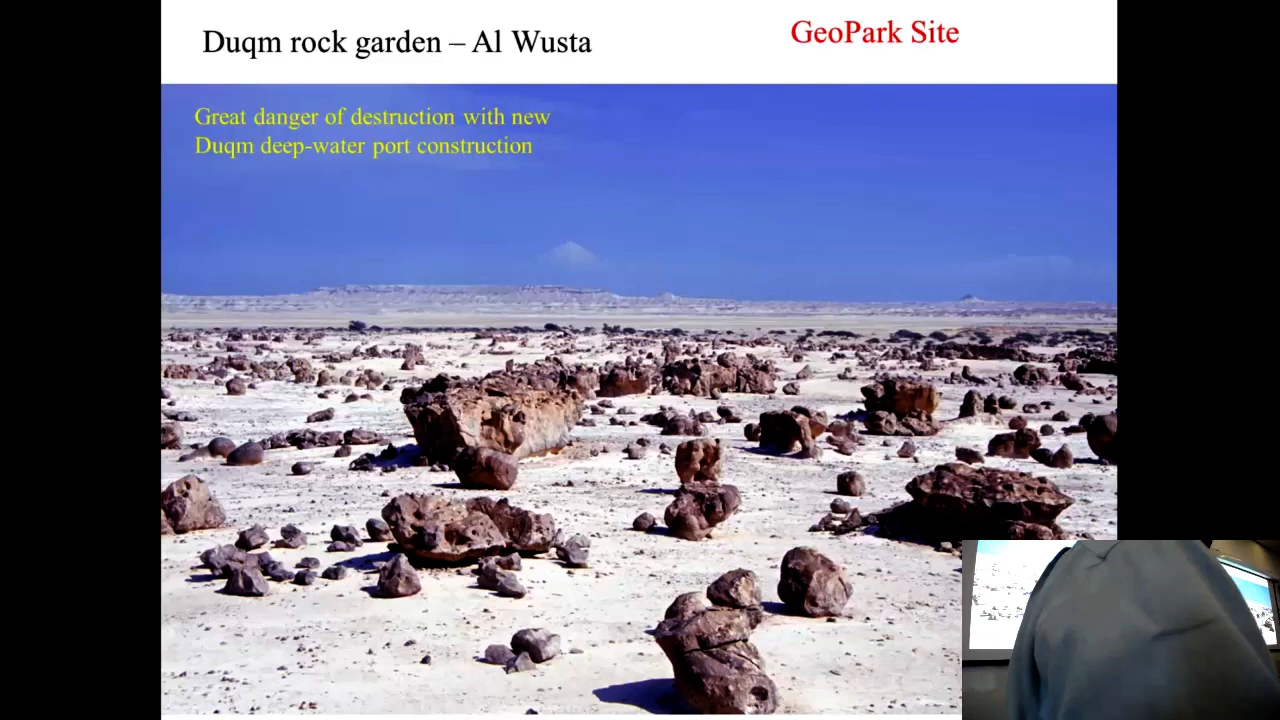 Duqm rock garden – Al Wusta
GeoPark Site
Great danger of destruction with new
Duqm deep-water port construction